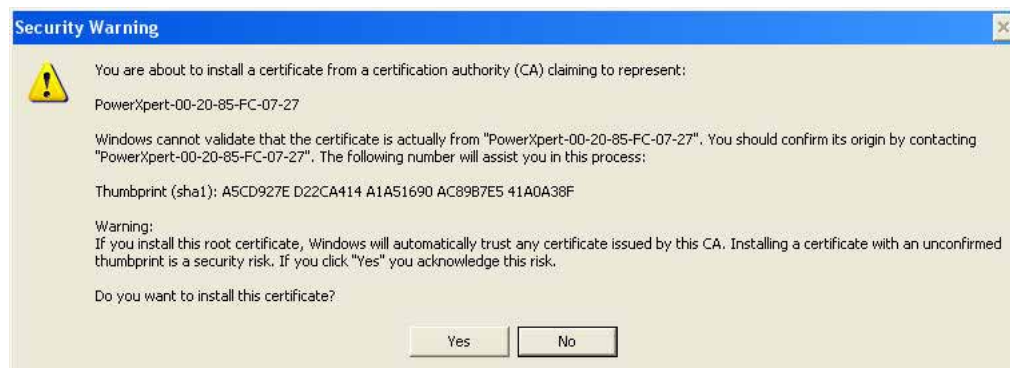 Security Warning
You are about to install a certificate from a certification authority (CA) claiming to represent:
PowerXpert-00-20-85-FC-07-27
Windows cannot validate that the certificate is actually from "PowerXpert-00-20-85-FC-07-27". You should confirm its origin by contacting
"PowerXpert-00-20-85-FC-07-27". The following number will assist you in this process:
Thumbprint (sha1): A5CD927E D22CA414 A1A51690 AC89B7E5 41A0A38F
Warning:
If you install this root certificate, Windows will automatically trust any certificate issued by this CA. Installing a certificate with an unconfirmed
thumbprint is a security risk. If you click "Yes" you acknowledge this risk.
Do you want to install this certificate?
Yes
No